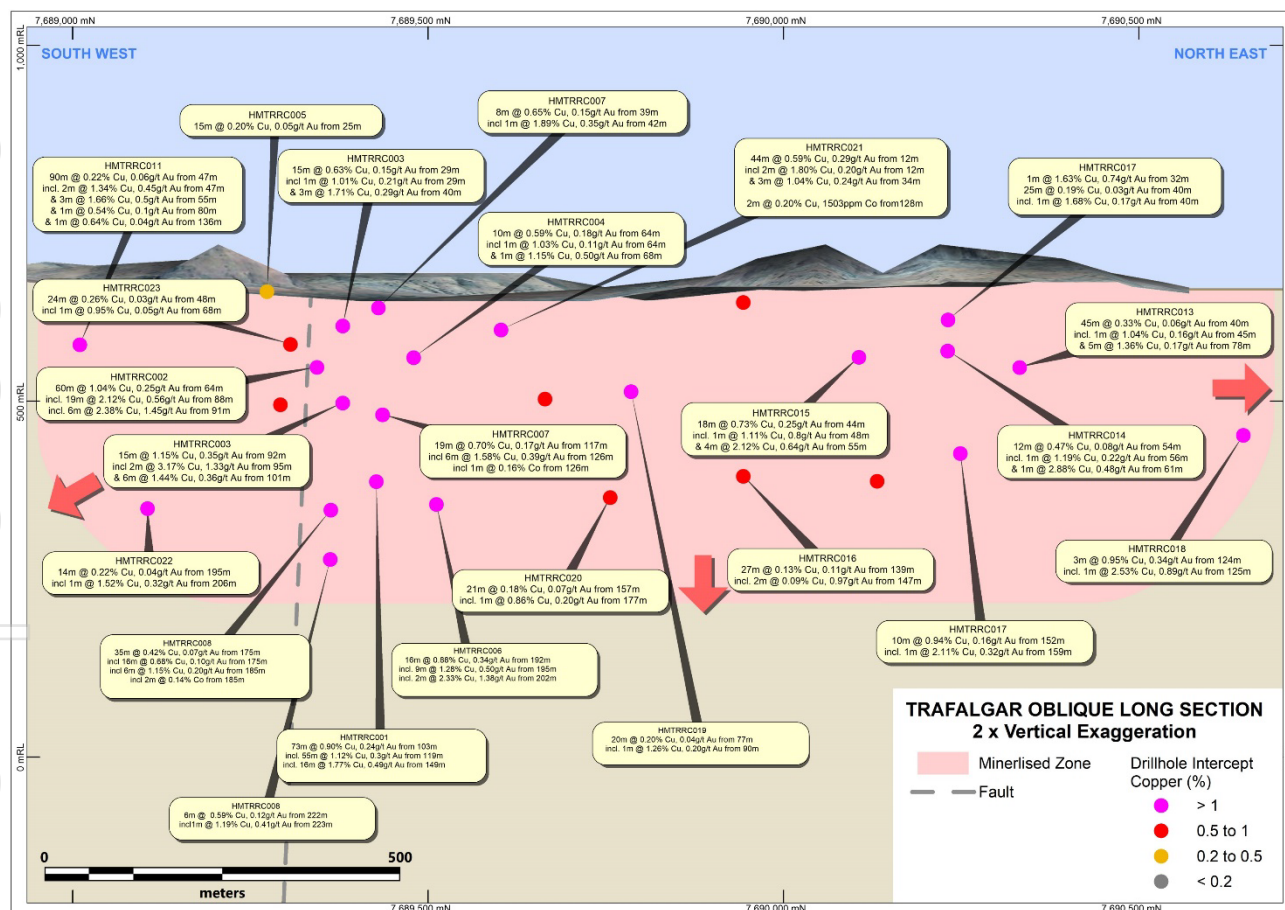 7,689,000 mN
7,689,500 mN
7,690,000 mN
7,690,500 mN
1,000 mRL
SOUTH WEST
NORTH EAST
HMTRRC005
15m @ 0.20% Cu, 0.05g/t Au from 25m
HMTRRC007
8m @ 0.65% Cu, 0.15g/t Au from 39m
incl 1m @ 1.89% Cu, 0.35g/t Au from 42m
HMTRRC011
90m @ 0.22% Cu, 0.06g/t Au from 47m
incl. 2m @ 1.34% Cu, 0.45g/t Au from 47m
& 3m @ 1.66% Cu, 0.5g/t Au from 55m
& 1m @ 0.54% Cu, 0.1g/t Au from 80m
& 1m @ 0.64% Cu, 0.04g/t Au from 136m
HMTRRC003
15m @ 0.63% Cu, 0.15g/t Au from 29m
incl 1m @ 1.01% Cu, 0.21g/t Au from 29m
& 3m @ 1.71% Cu, 0.29g/t Au from 40m
HMTRRC021
44m @ 0.59% Cu, 0.29g/t Au from 12m
incl 2m @ 1.80% Cu, 0.20g/t Au from 12m
& 3m @ 1.04% Cu, 0.24g/t Au from 34m
2m @ 0.20% Cu, 1503ppm Co from128m
HMTRRC017
1m @ 1.63% Cu, 0.74g/t Au from 32m
25m @ 0.19% Cu, 0.03g/t Au from 40m
incl. 1m @ 1.68% Cu, 0.17g/t Au from 40m
HMTRRC004
10m @ 0.59% Cu, 0.18g/t Au from 64m
incl 1m @ 1.03% Cu, 0.11g/t Au from 64m
& 1m @ 1.15% Cu, 0.50g/t Au from 68m
HMTRRC023
24m @ 0.26% Cu, 0.03g/t Au from 48m
incl 1m @ 0.95% Cu, 0.05g/t Au from 68m
HMTRRC013
45m @ 0.33% Cu, 0.06g/t Au from 40m
incl. 1m @ 1.04% Cu, 0.16g/t Au from 45m
& 5m @ 1.36% Cu, 0.17g/t Au from 78m
HMTRRC002
60m @ 1.04% Cu, 0.25g/t Au from 64m
incl. 19m @ 2.12% Cu, 0.56g/t Au from 88m
incl. 6m @ 2.38% Cu, 1.45g/t Au from 91m
500 mRL
HMTRRC015
18m @ 0.73% Cu, 0.25g/t Au from 44m
incl. 1m @ 1.11% Cu, 0.8g/t Au from 48m
& 4m @ 2.12% Cu, 0.64g/t Au from 55m
HMTRRC003
15m @ 1.15% Cu, 0.35g/t Au from 92m
incl 2m @ 3.17% Cu, 1.33g/t Au from 95m
& 6m @ 1.44% Cu, 0.36g/t Au from 101m
HMTRRC007
19m @ 0.70% Cu, 0.17g/t Au from 117m
incl 6m @ 1.58% Cu, 0.39g/t Au from 126m
incl 1m @ 0.16% Co from 126m
HMTRRC014
12m @ 0.47% Cu, 0.08g/t Au from 54m
incl. 1m @ 1.19% Cu, 0.22g/t Au from 56m
& 1m @ 2.88% Cu, 0.48g/t Au from 61m
HMTRRC022
14m @ 0.22% Cu, 0.04g/t Au from 195m
incl 1m @ 1.52% Cu, 0.32g/t Au from 206m
HMTRRC020
21m @ 0.18% Cu, 0.07g/t Au from 157m
incl. 1m @ 0.86% Cu, 0.20g/t Au from 177m
HMTRRC016
27m @ 0.13% Cu, 0.11g/t Au from 139m
incl. 2m @ 0.09% Cu, 0.97g/t Au from 147m
HMTRRC018
3m @ 0.95% Cu, 0.34g/t Au from 124m
incl. 1m @ 2.53% Cu, 0.89g/t Au from 125m
HMTRRC008
35m @ 0.42% Cu, 0.07g/t Au from 175m
incl 16m @ 0.68% Cu, 0.10g/t Au from 175m
incl 6m @ 1.15% Cu, 0.20g/t Au from 185m
incl 2m @ 0.14% Co from 185m
HMTRRC006
16m @ 0.88% Cu, 0.34g/t Au from 192m
incl. 9m @ 1.28% Cu, 0.50g/t Au from 195m
incl. 2m @ 2.33% Cu, 1.38g/t Au from 202m
HMTRRC017
10m @ 0.94% Cu, 0.16g/t Au from 152m
incl. 1m @ 2.11% Cu, 0.32g/t Au from 159m
HMTRRC001
73m @ 0.90% Cu, 0.24g/t Au from 103m
incl. 55m @ 1.12% Cu, 0.3g/t Au from 119m
incl. 16m @ 1.77% Cu, 0.49g/t Au from 149m
HMTRRC019
20m @ 0.20% Cu, 0.04g/t Au from 77m
incl. 1m @ 1.26% Cu, 0.20g/t Au from 90m
0 mRL
HMTRRC008
6m @ 0.59% Cu, 0.12g/t Au from 222m
incl1m @ 1.19% Cu, 0.41g/t Au from 223m
TRAFALGAR OBLIQUE LONG SECTION
2 x Vertical Exaggeration
Minerlised Zone
Fault
Drillhole Intercept
Copper (%)
> 1
0.5 to 1
0.2 to 0.5
< 0.2
0
500
meters
7,689,500 mN
7,690,000 mN
7,690,500 mN